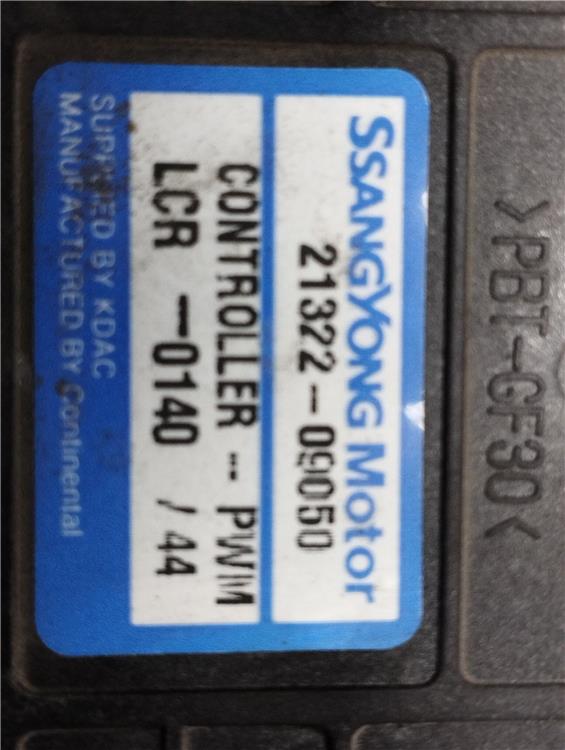 SSANGYONG Motor
21322-09050
CONTROLLER -- PWM
LCR -0140 / 44
SUPPLIED BY KDAC
MANUFACTURED BY Continental
>PBT-GF30<